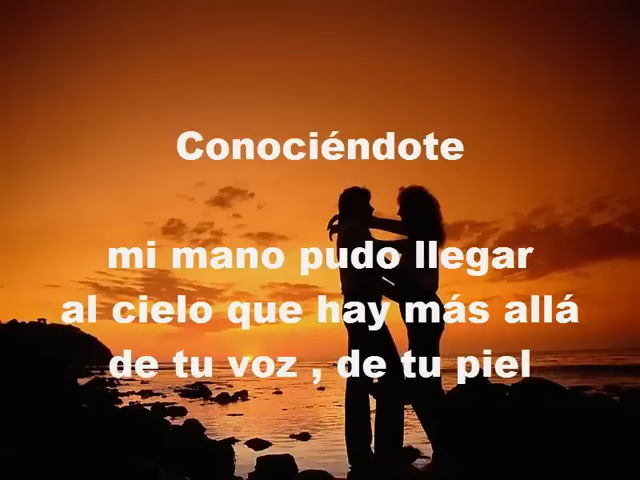 Conociéndote
mi mano pudo llegar
al cielo que hay más allá
de tu voz , de tu piel